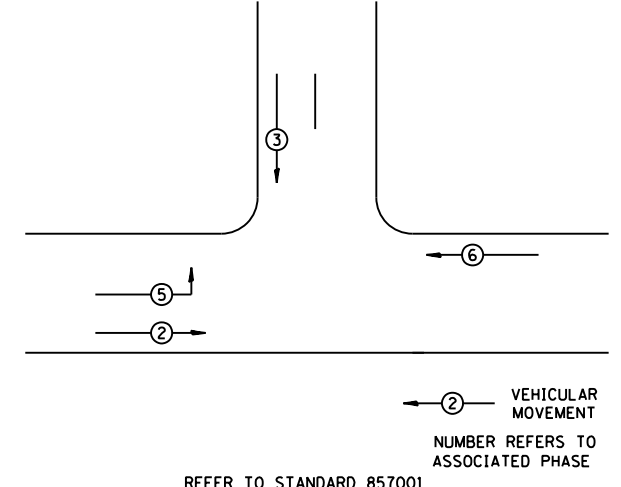 3
6
5
2
2
VEHICULAR
MOVEMENT
NUMBER REFERS TO
ASSOCIATED PHASE
REFER TO STANDARD 857001